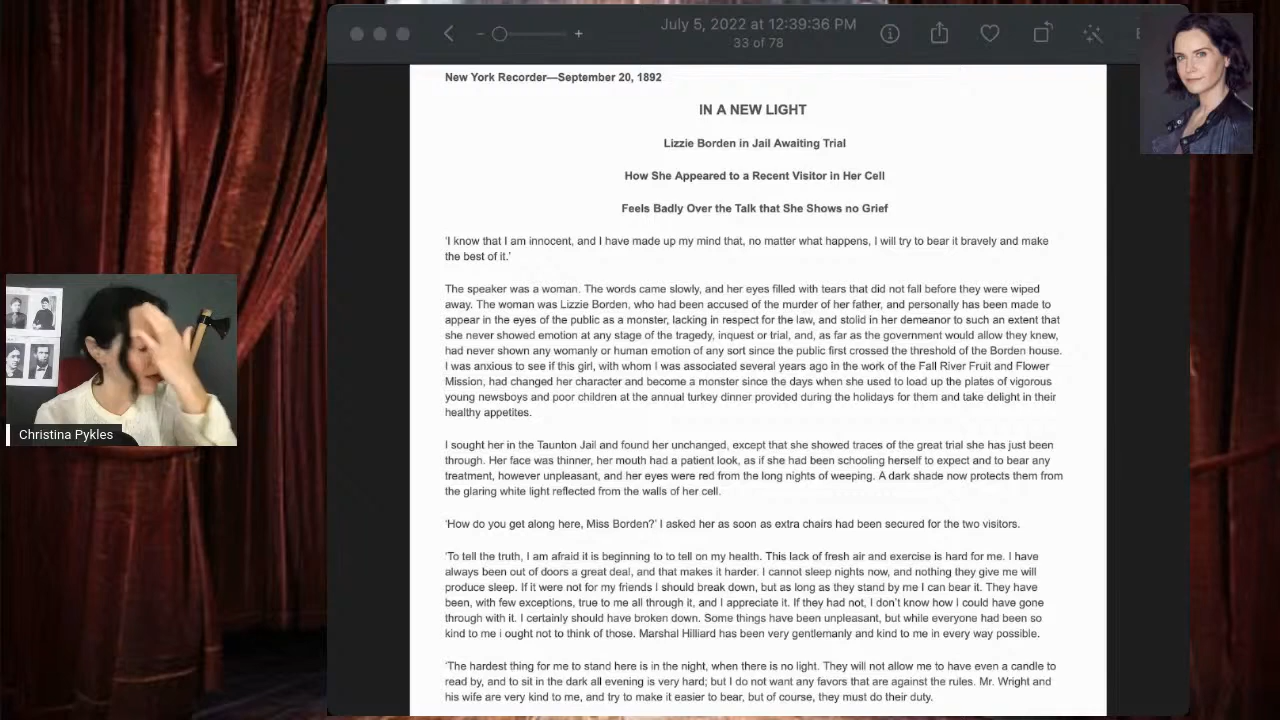 July 5, 2022 at 12:39:36 PM
33 of 78
New York Recorder—September 20, 1892
IN A NEW LIGHT
Lizzie Borden in Jail Awaiting Trial
How She Appeared to a Recent Visitor in Her Cell
Feels Badly Over the Talk that She Shows no Grief
'I know that I am innocent, and I have made up my mind that, no matter what happens, I will try to bear it bravely and make
the best of it.'
The speaker was a woman. The words came slowly, and her eyes filled with tears that did not fall before they were wiped
away. The woman was Lizzie Borden, who had been accused of the murder of her father, and personally has been made to
appear in the eyes of the public as a monster, lacking in respect for the law, and stolid in her demeanor to such an extent that
she never showed emotion at any stage of the tragedy, inquest or trial, and, as far as the government would allow they knew,
had never shown any womanly or human emotion of any sort since the public first crossed the threshold of the Borden house.
I was anxious to see if this girl, with whom I was associated several years ago in the work of the Fall River Fruit and Flower
Mission, had changed her character and become a monster since the days when she used to load up the plates of vigorous
young newsboys and poor children at the annual turkey dinner provided during the holidays for them and take delight in their
healthy appetites.
I sought her in the Taunton Jail and found her unchanged, except that she showed traces of the great trial she has just been
through. Her face was thinner, her mouth had a patient look, as if she had been schooling herself to expect and to bear any
treatment, however unpleasant, and her eyes were red from the long nights of weeping. A dark shade now protects them from
the glaring white light reflected from the walls of her cell.
'How do you get along here, Miss Borden?' I asked her as soon as extra chairs had been secured for the two visitors.
'To tell the truth, I am afraid it is beginning to to tell on my health. This lack of fresh air and exercise is hard for me. I have
always been out of doors a great deal, and that makes it harder. I cannot sleep nights now, and nothing they give me will
produce sleep. If it were not for my friends I should break down, but as long as they stand by me I can bear it. They have
been, with few exceptions, true to me all through it, and I appreciate it. If they had not, I don't know how I could have gone
through with it. I certainly should have broken down. Some things have been unpleasant, but while everyone had been so
kind to me i ought not to think of those. Marshal Hilliard has been very gentlemanly and kind to me in every way possible.
'The hardest thing for me to stand here is in the night, when there is no light. They will not allow me to have even a candle to
read by, and to sit in the dark all evening is very hard; but I do not want any favors that are against the rules. Mr. Wright and
his wife are very kind to me, and try to make it easier to bear, but of course, they must do their duty.
Christina Pykles